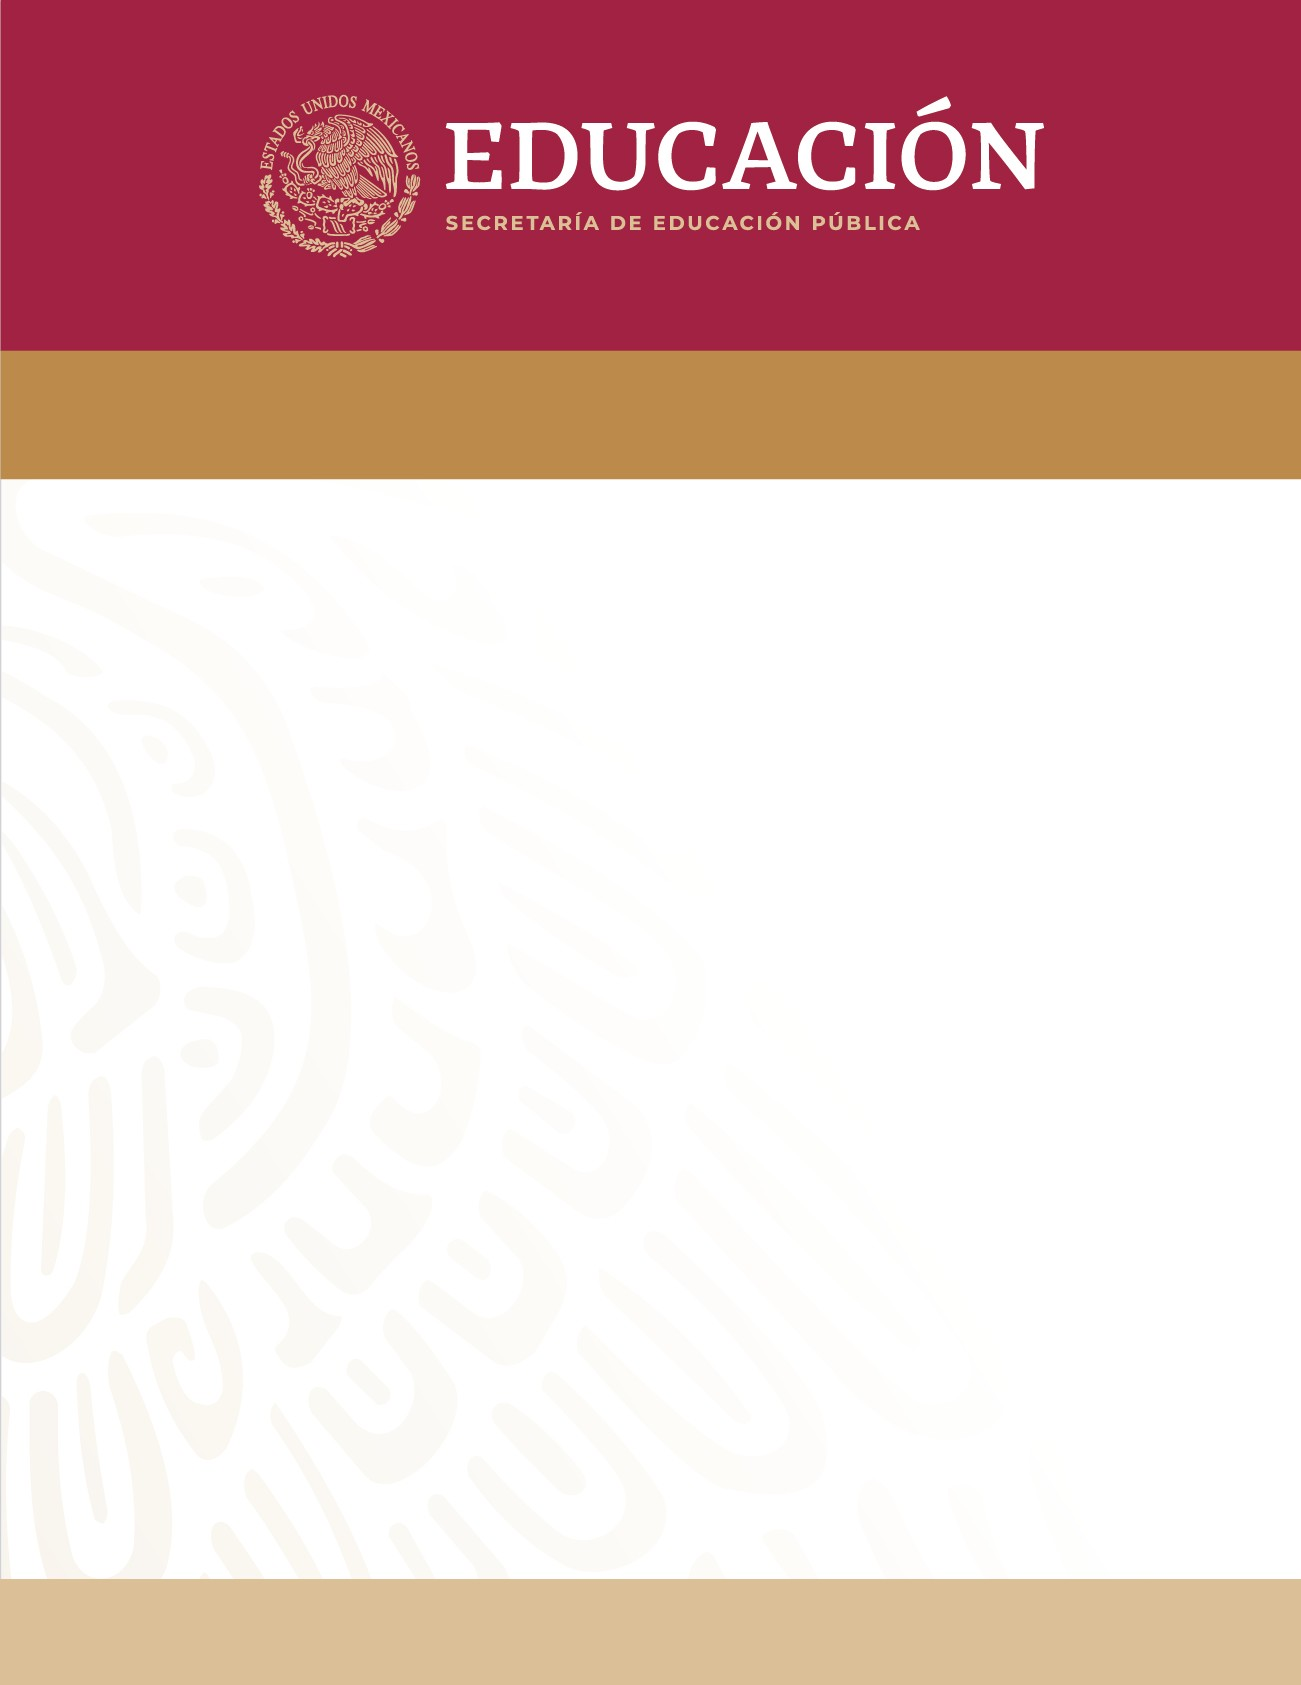 ESTADOS UNIDOS MEXICANOS
EDUCACIÓN
SECRETARÍA DE EDUCACIÓN PÚBLICA